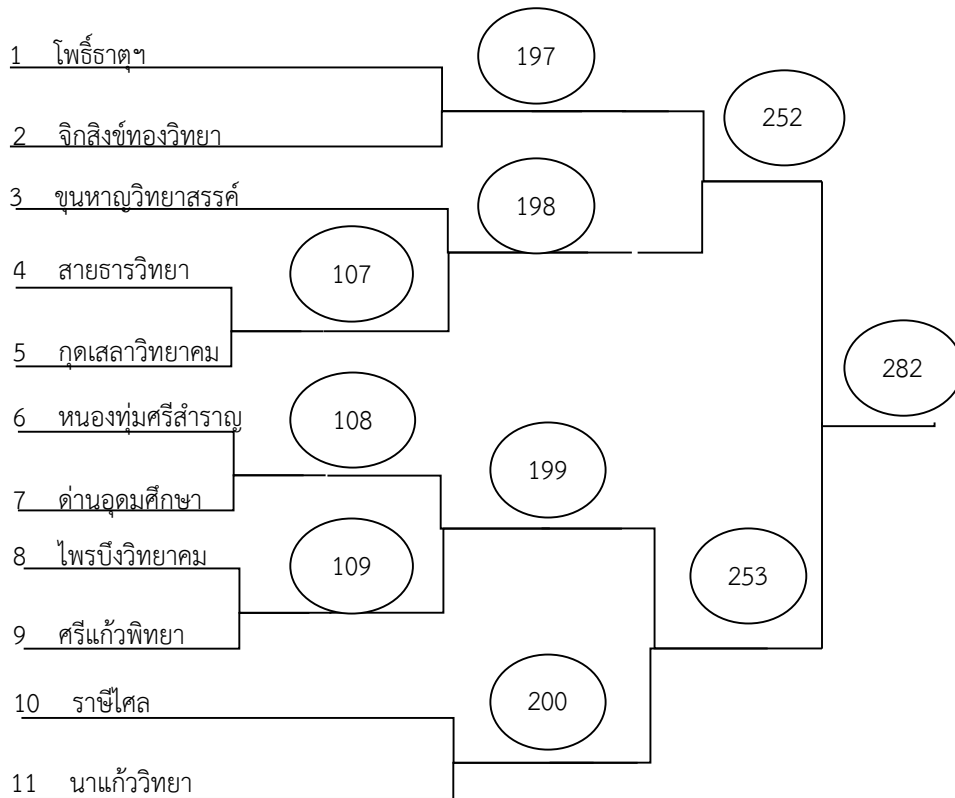 1 โพธิ์ธาตุฯ
197
252
2 จิกสิงข์ทองวิทยา
3 ขุนหาญวิทยาสรรค์
198
4 สายธารวิทยา
107
5 กุดเสลาวิทยาคม
282
6 หนองทุ่มศรีสำราญ
108
199
7 ด่านอุดมศึกษา
8 ไพรบึงวิทยาคม
109
253
9 ศรีแก้วพิทยา
10 ราษีไศล
200
11 นาแก้ววิทยา